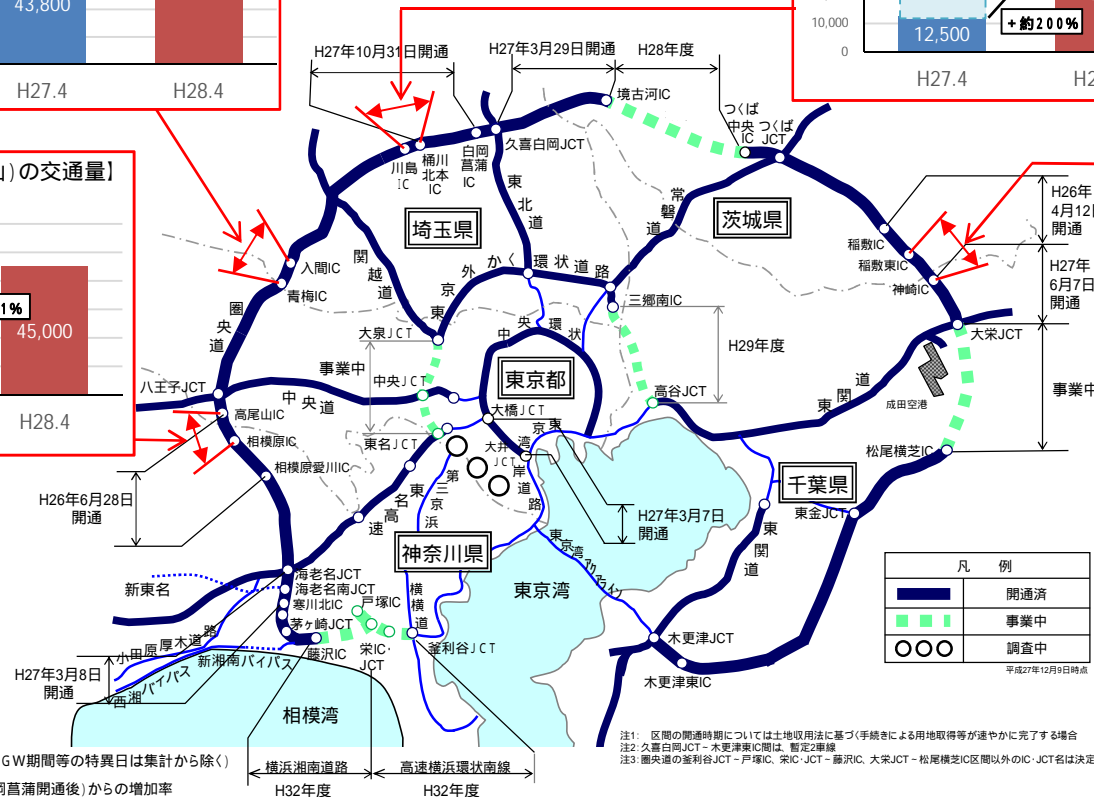 43,800
H27.4
H28.4
10,000
0
12,500
+約200%
H27.4
山)の交通量】
1%
45,000
H28.4
H27年10月31日開通
H27年3月29日開通
H28年度
境古河IC
つくば中央IC
つくばJCT
川島IC
桶川北本IC
白岡菖蒲IC
久喜白岡JCT
東北道
常磐道
埼玉県
茨城県
H26年4月12日開通
稲敷IC
稲敷東IC
神崎IC
H27年6月7日開通
大栄JCT
入間IC
青梅IC
圏央道
関越道
東京外かく環状道路
三郷南IC
大泉JCT
中央環状
H29年度
事業中
八王子JCT
中央道
中央JCT
東京都
高谷JCT
東関道
成田空港
事業中
高尾山IC
相模原IC
相模原愛川IC
大橋JCT
東名JCT
大井JCT
東京湾岸道路
松尾横芝IC
H26年6月28日
開通
東名高速
第三京浜
H27年3月7日
開通
千葉県
東金JCT
東関道
神奈川県
東京湾
東京湾アクアライン
凡 例
開通済
事業中
調査中
平成27年12月9日時点
新東名
海老名JCT
海老名南JCT
寒川北IC
茅ヶ崎JCT
戸塚IC
横横道
小田原厚木道路
新湘南バイパス
藤沢IC
栄IC・JCT
釜利谷JCT
木更津JCT
木更津東IC
H27年3月8日
開通
西湘バイパス
相模湾
注1: 区間の開通時期については土地収用法に基づく手続きによる用地取得等が速やかに完了する場合
注2:久喜白岡JCT~木更津東IC間は、暫定2車線
注3:圏央道の釜利谷JCT~戸塚IC、栄IC・JCT~藤沢IC、大栄JCT~松尾横芝IC区間以外のIC・JCT名は決定
GW期間等の特異日は集計から除く)
横浜湘南道路
高速横浜環状南線
菖蒲開通後)からの増加率
H32年度
H32年度